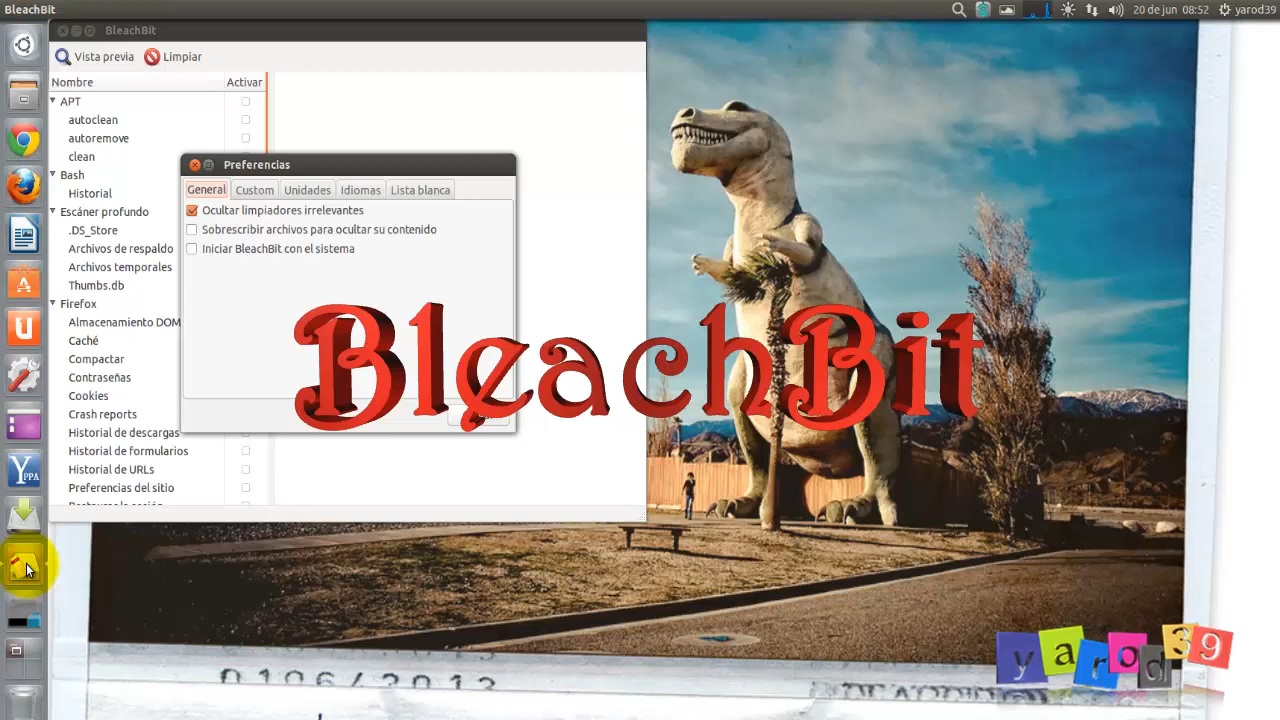 BleachBit
20 de jun 08:52
yarod39
BleachBit
Vista previa
Limpiar
Nombre
Activar
APT
autoclean
autoremove
clean
Bash
Historial
Escáner profundo
.DS_Store
Archivos de respaldo
Archivos temporales
Thumbs.db
Firefox
Almacenamiento DOM
Caché
Compactar
Contraseñas
Cookies
Crash reports
Historial de descargas
Historial de formularios
Historial de URLs
Preferencias del sitio
Preferencias
General
Custom
Unidades
Idiomas
Lista blanca
Ocultar limpiadores irrelevantes
Sobrescribir archivos para ocultar su contenido
Iniciar BleachBit con el sistema
BleachBit
YPPA
yarod39